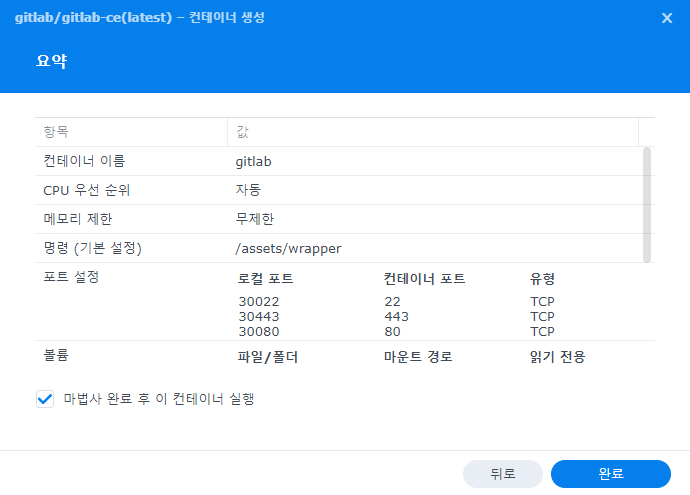 gitlab/gitlab-ce(latest) – 컨테이너 생성
요약
항목 값
컨테이너 이름 gitlab
CPU 우선 순위 자동
메모리 제한 무제한
명령 (기본 설정) /assets/wrapper
포트 설정 로컬 포트 컨테이너 포트 유형
30022 22 TCP
30443 443 TCP
30080 80 TCP
볼륨 파일/폴더 마운트 경로 읽기 전용
마법사 완료 후 이 컨테이너 실행
뒤로 완료